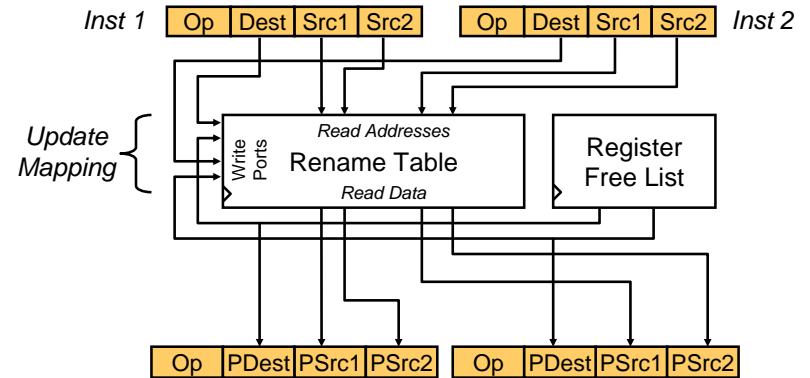 Inst 1 Op Dest Src1 Src2 Op Dest Src1 Src2 Inst 2
Update
Mapping
Write
Ports
Read Addresses
Rename Table
Read Data
Register
Free List
Op PDest PSrc1 PSrc2 Op PDest PSrc1 PSrc2